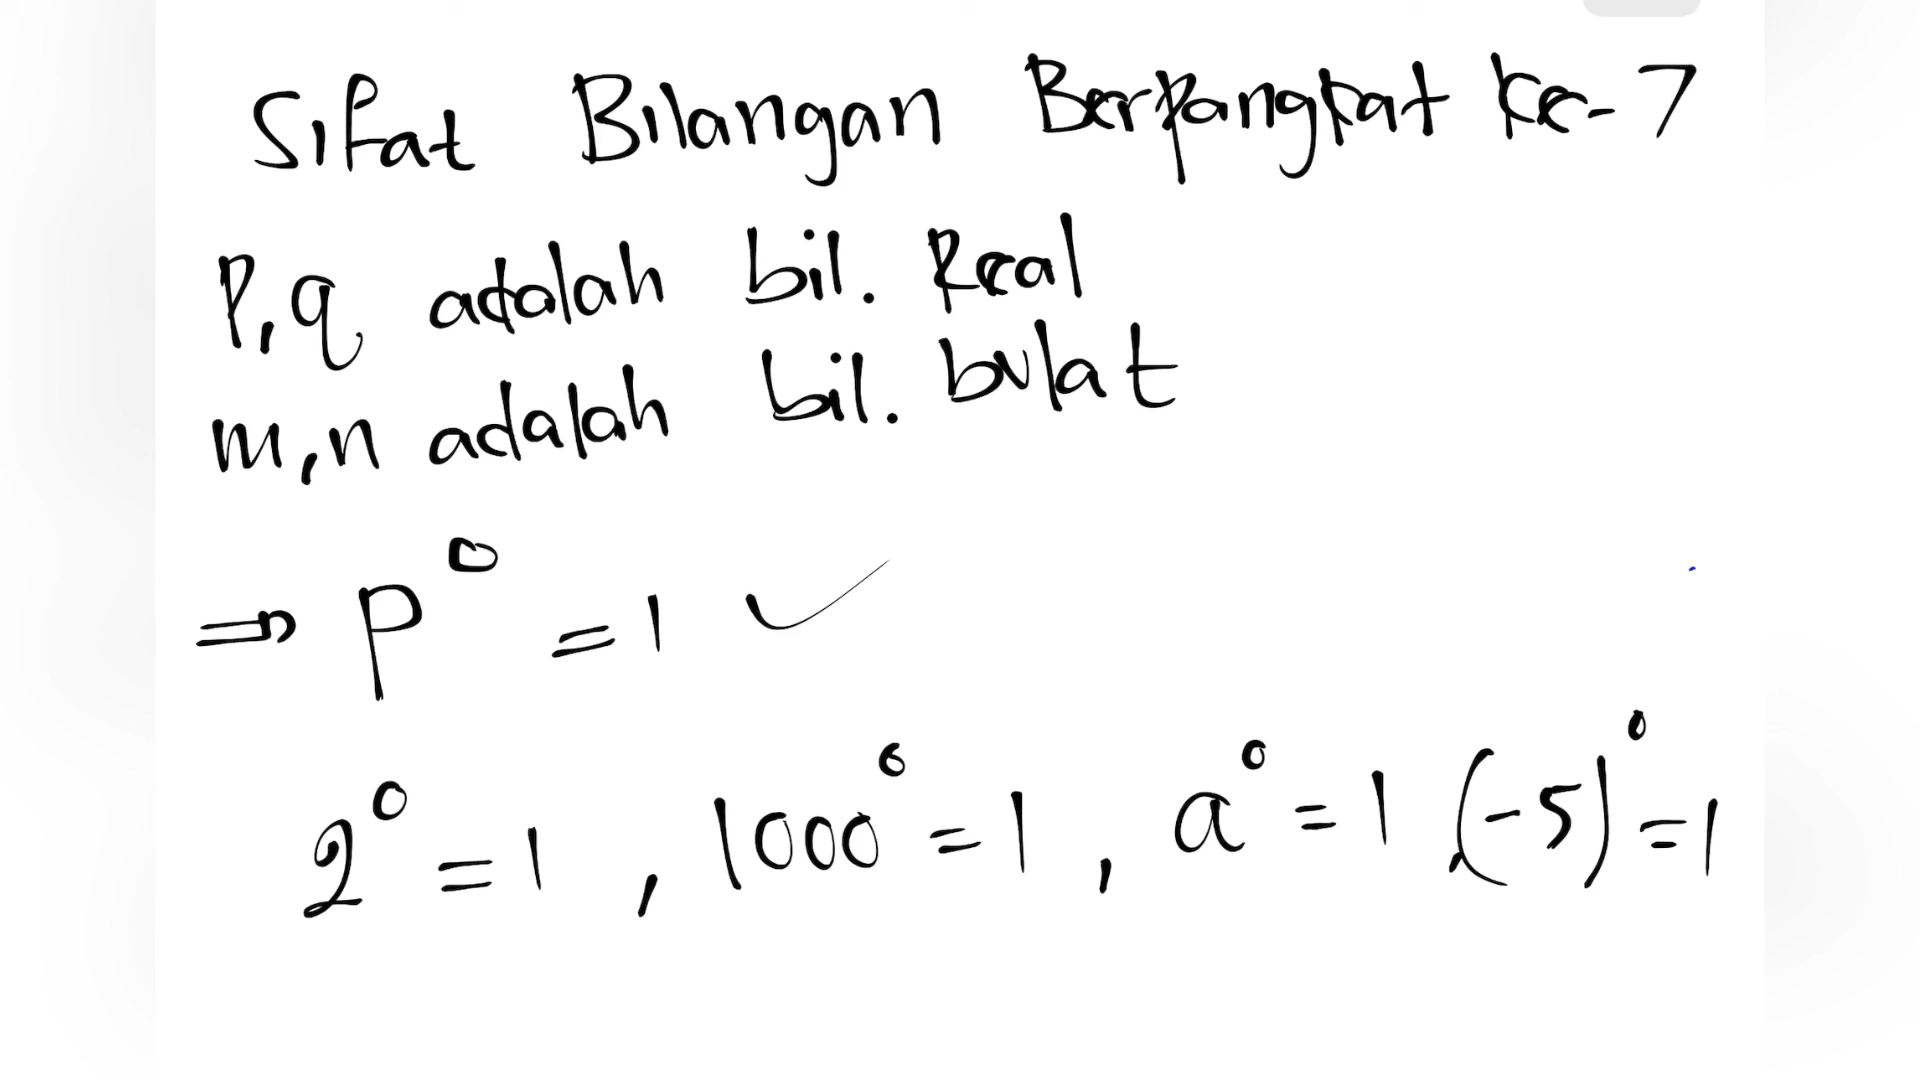 Sifat Bilangan Berpangkat ke-7
P,q adalah bil. Real
m,n adalah bil. bulat
⇒ p⁰ = 1 ✓
2⁰ = 1 , 1000⁰ = 1 , a⁰ = 1 , (-5)⁰ = 1